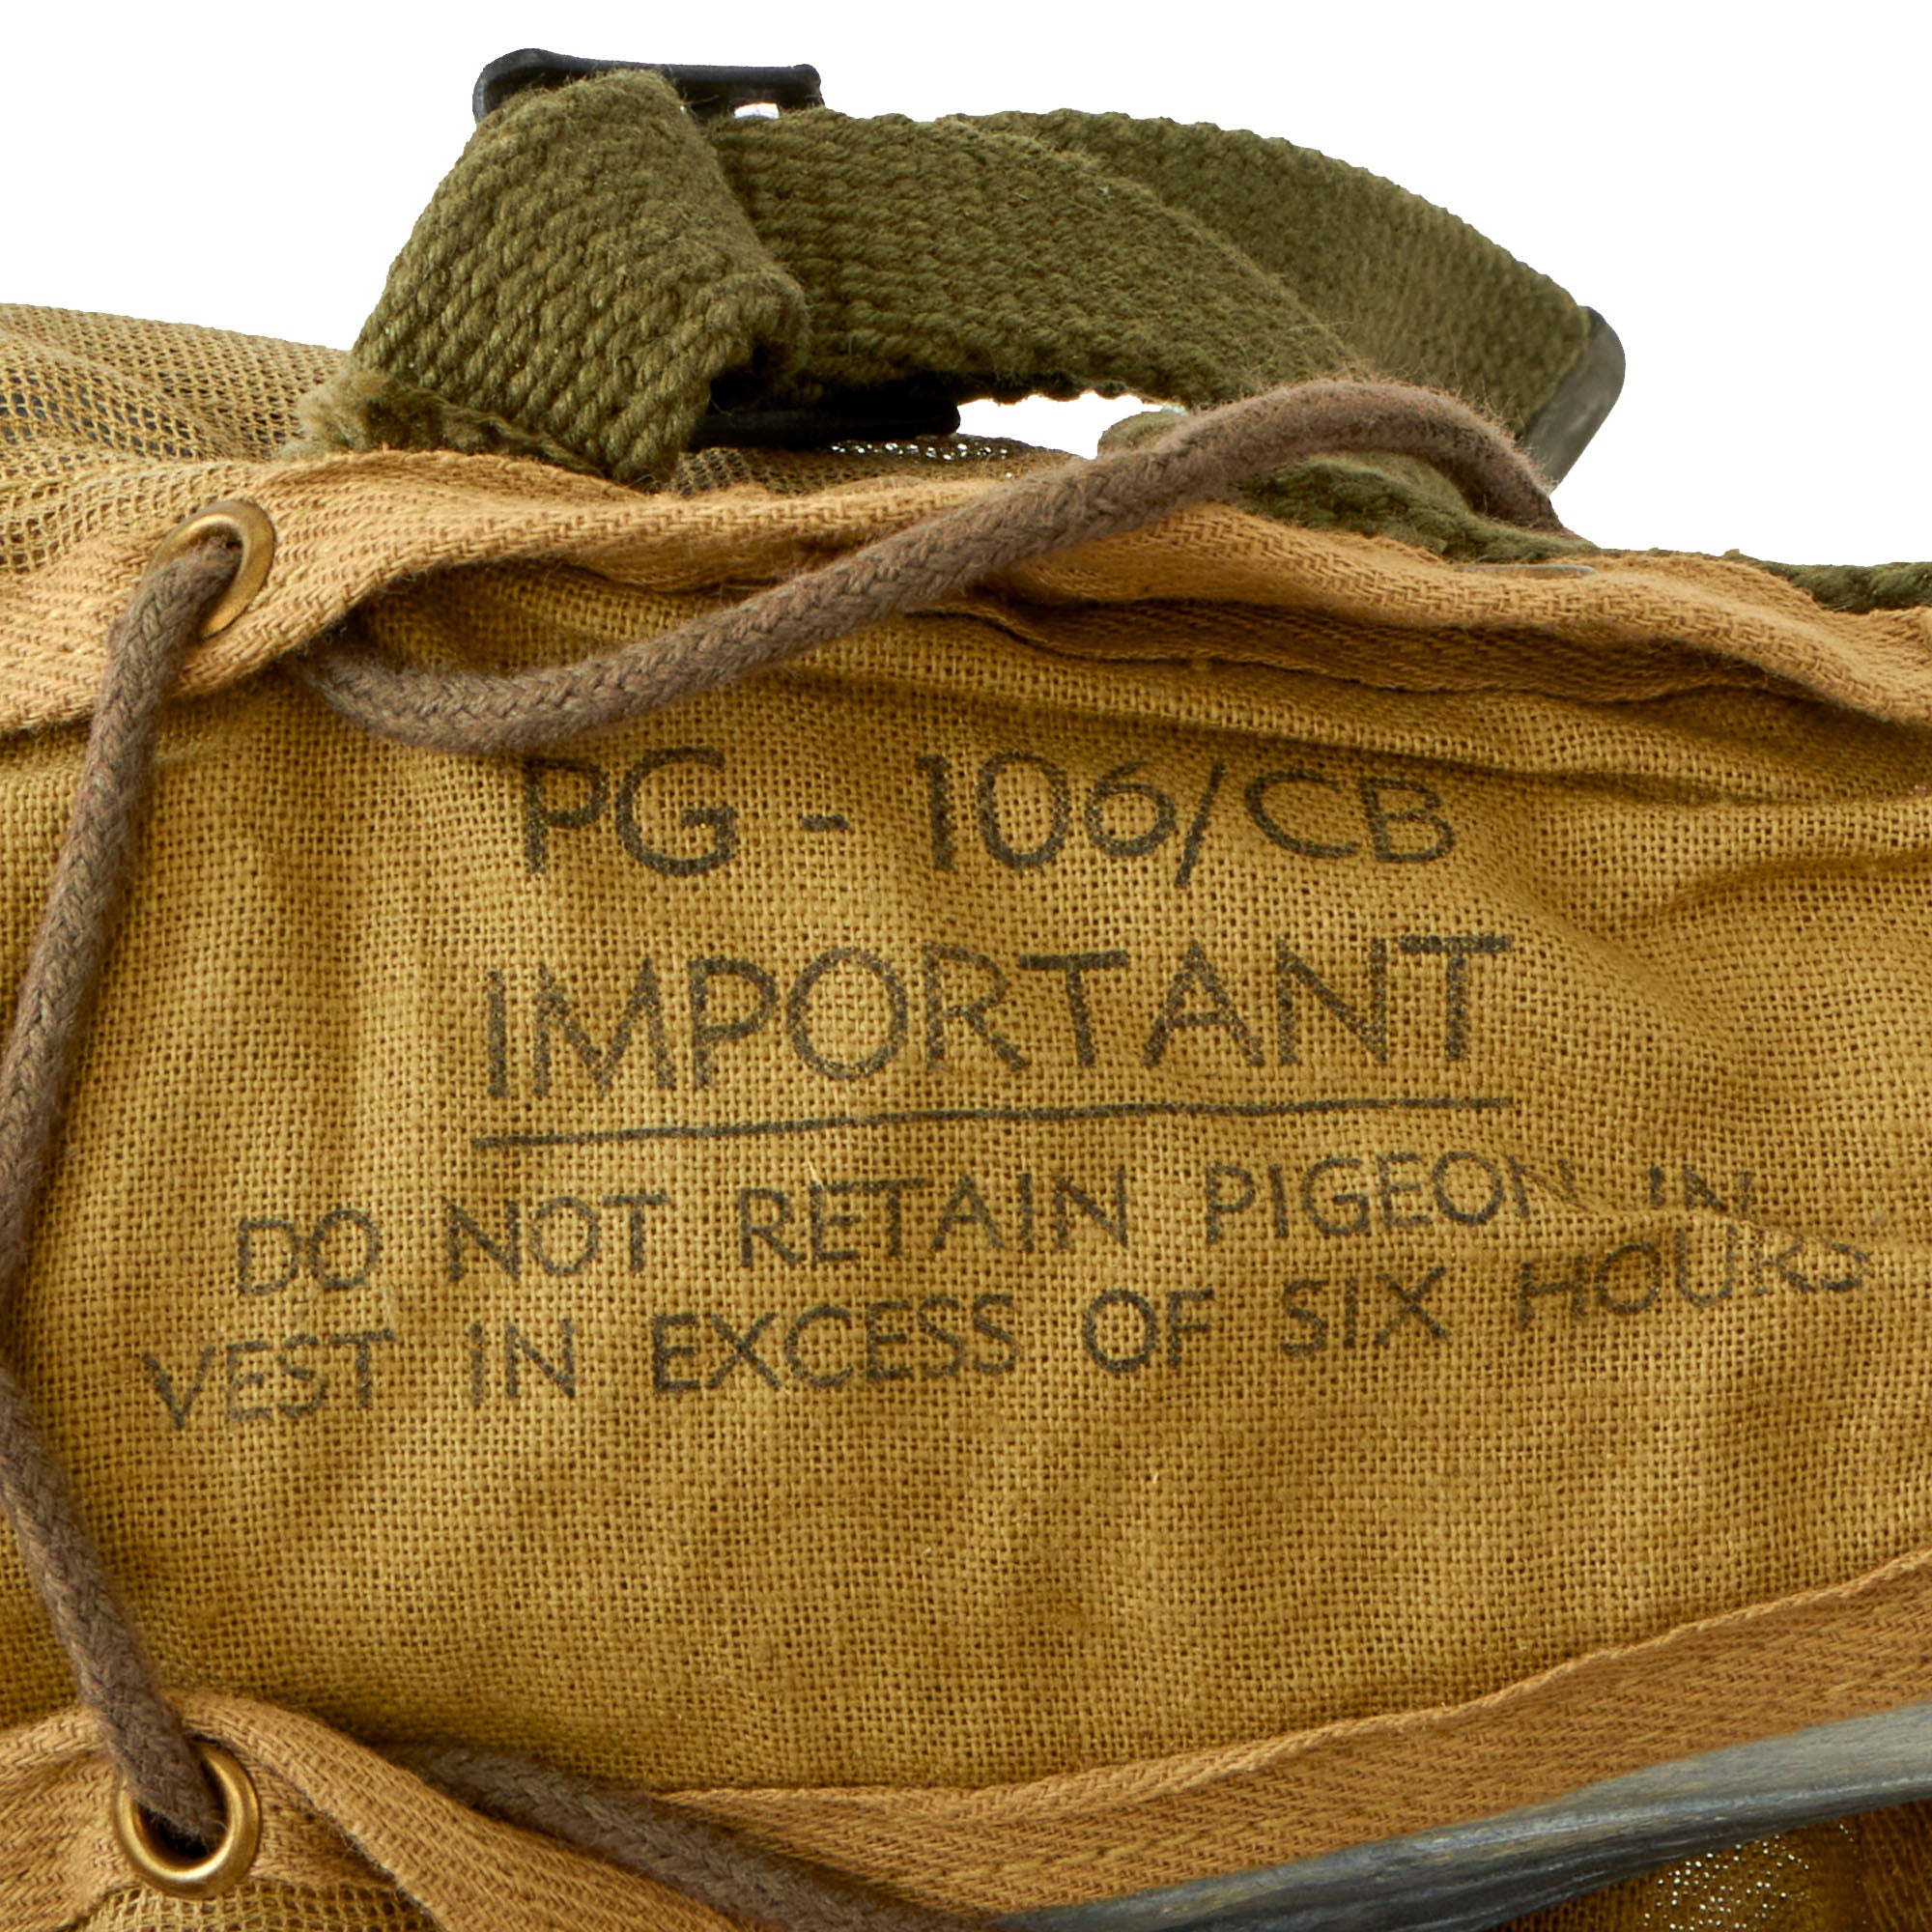 PG - 106/CB
IMPORTANT
DO NOT RETAIN PIGEON IN
VEST IN EXCESS OF SIX HOURS